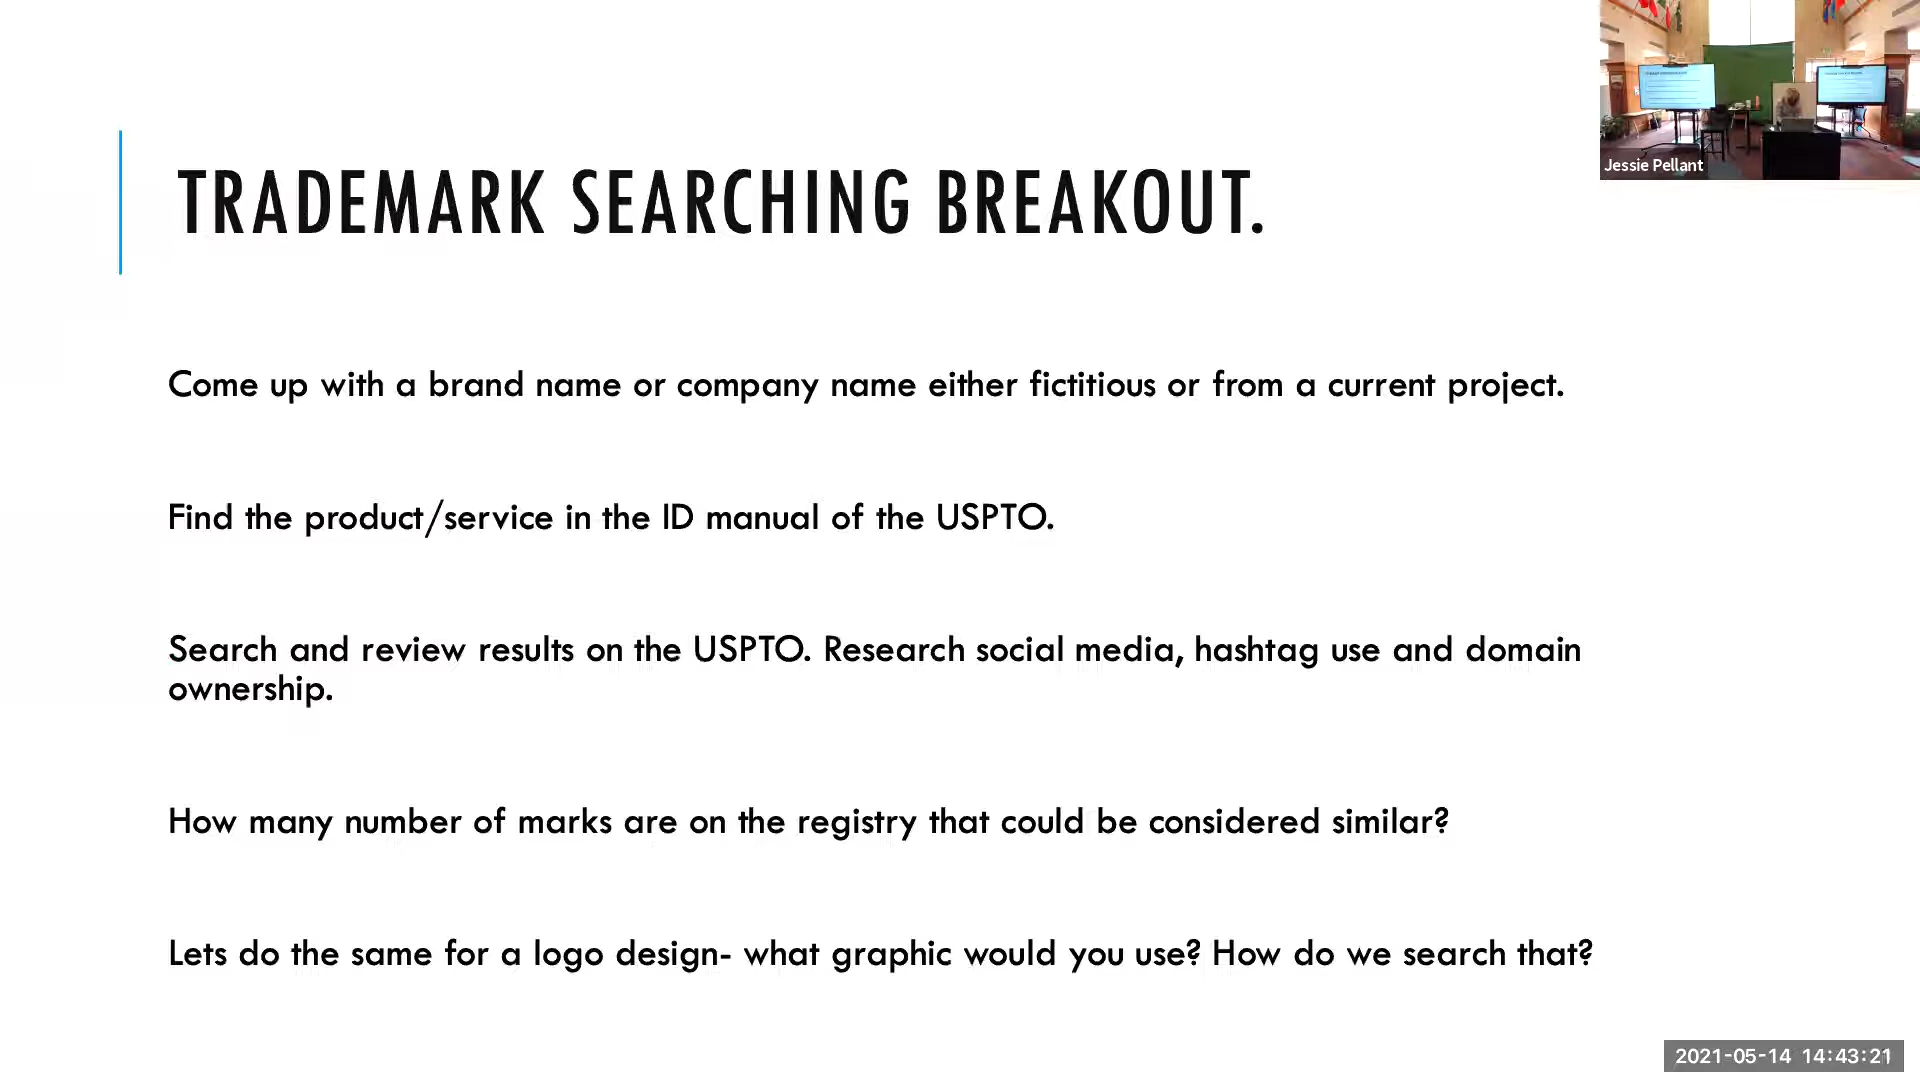 Jessie Pellant
TRADEMARK SEARCHING BREAKOUT.
Come up with a brand name or company name either fictitious or from a current project.
Find the product/service in the ID manual of the USPTO.
Search and review results on the USPTO. Research social media, hashtag use and domain
ownership.
How many number of marks are on the registry that could be considered similar?
Lets do the same for a logo design- what graphic would you use? How do we search that?
2021-05-14 14:43:21